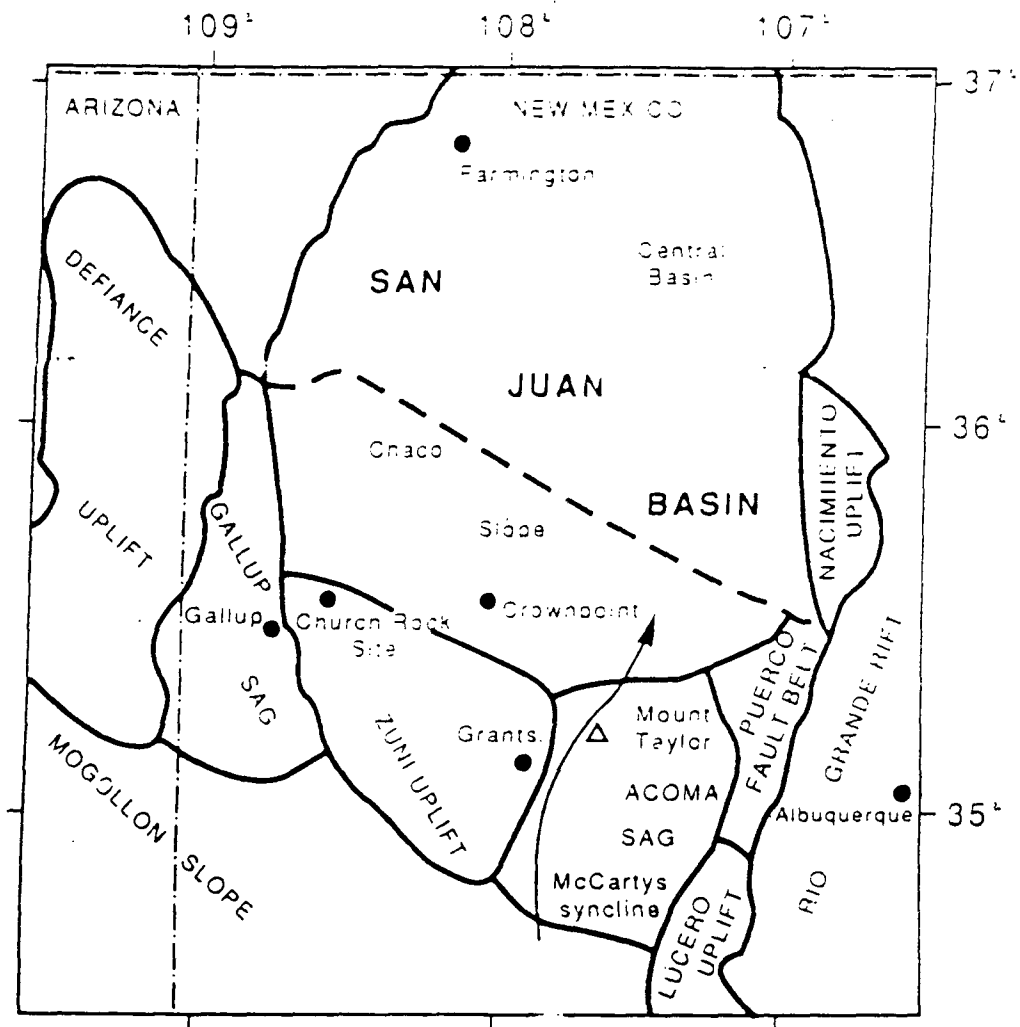 109°
108°
107°
37°
ARIZONA
NEW MEXICO
Farmington
DEFIANCE
Central
Basin
SAN
JUAN
36°
Chaco
NACIMIENTO
UPLIFT
BASIN
Slope
UPLIFT
GALLUP
Gallup
Church Rock
Site
Crownpoint
PUERCO
FAULT BELT
GRANDE RIFT
SAG
ZUNI UPLIFT
Grants
Mount
Taylor
MOGOLLON SLOPE
ACOMA
SAG
Albuquerque
35°
McCartys
syncline
LUCERO
UPLIFT
RIO